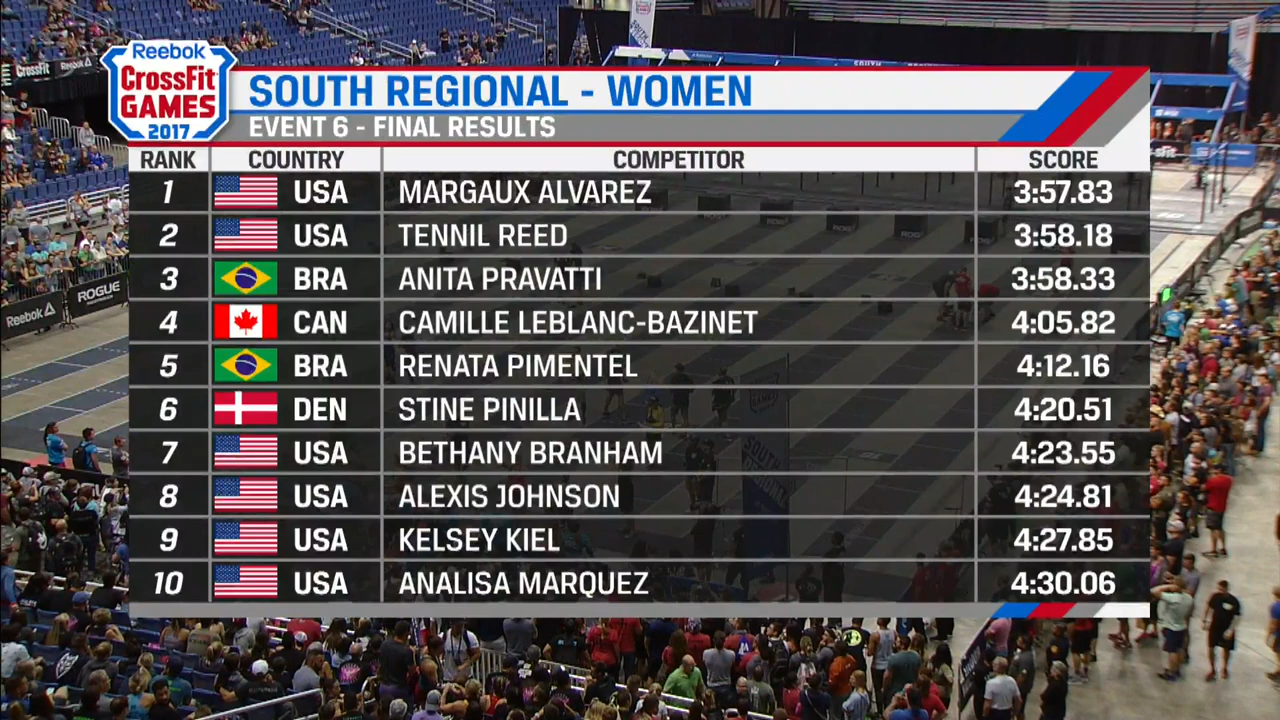 Reebok
CrossFit
GAMES
2017
SOUTH REGIONAL - WOMEN
EVENT 6 - FINAL RESULTS
RANK COUNTRY COMPETITOR SCORE
1 USA MARGAUX ALVAREZ 3:57.83
2 USA TENNIL REED 3:58.18
3 BRA ANITA PRAVATTI 3:58.33
4 CAN CAMILLE LEBLANC-BAZINET 4:05.82
5 BRA RENATA PIMENTEL 4:12.16
6 DEN STINE PINILLA 4:20.51
7 USA BETHANY BRANHAM 4:23.55
8 USA ALEXIS JOHNSON 4:24.81
9 USA KELSEY KIEL 4:27.85
10 USA ANALISA MARQUEZ 4:30.06
CrossFit Reebok
Reebok ROGUE
SOUTH